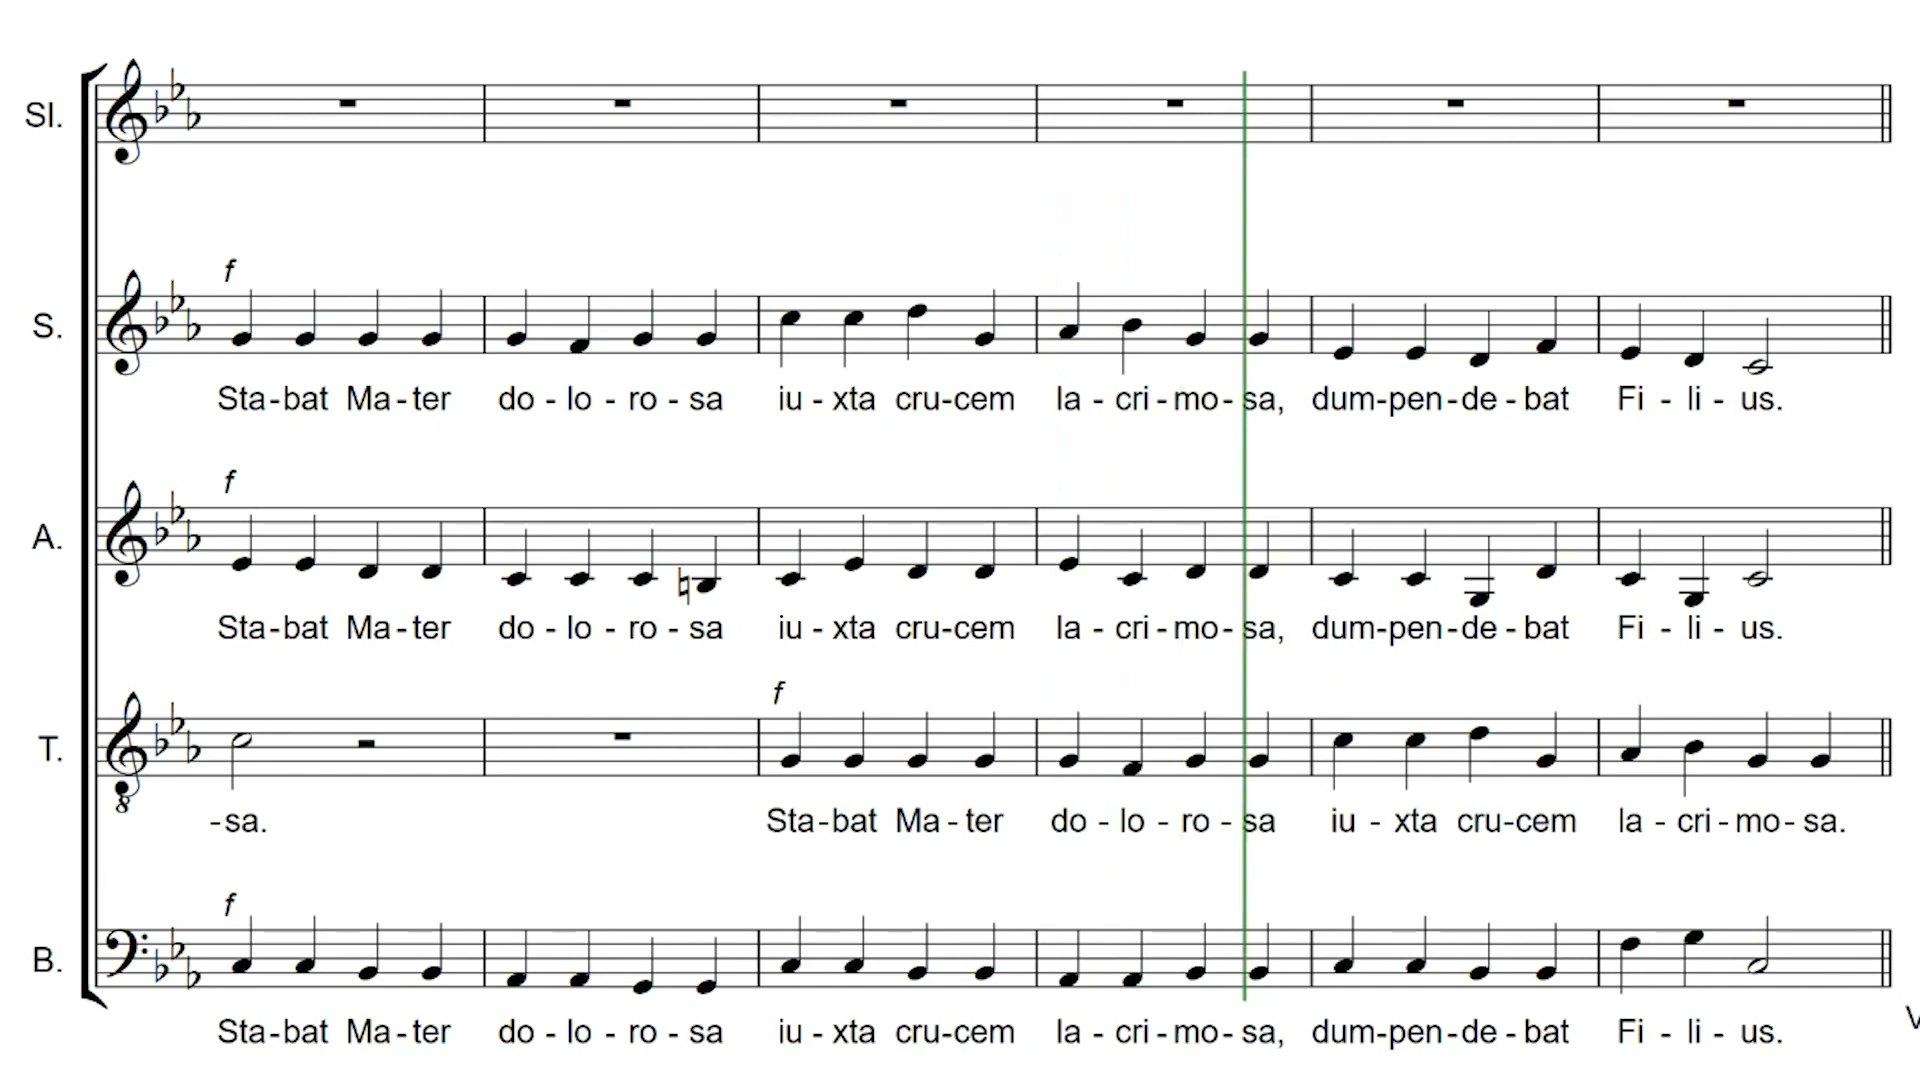 Sl.
f
S.
Sta-bat Ma-ter do - lo - ro - sa iu - xta cru-cem la - cri - mo - sa, dum-pen-de - bat Fi - li - us.
f
A.
Sta-bat Ma-ter do - lo - ro - sa iu - xta cru-cem la - cri - mo - sa, dum-pen-de - bat Fi - li - us.
f
T.
8
-sa. Sta-bat Ma-ter do - lo - ro - sa iu - xta cru-cem la - cri - mo - sa.
f
B.
Sta-bat Ma-ter do - lo - ro - sa iu - xta cru-cem la - cri - mo - sa, dum-pen-de - bat Fi - li - us.